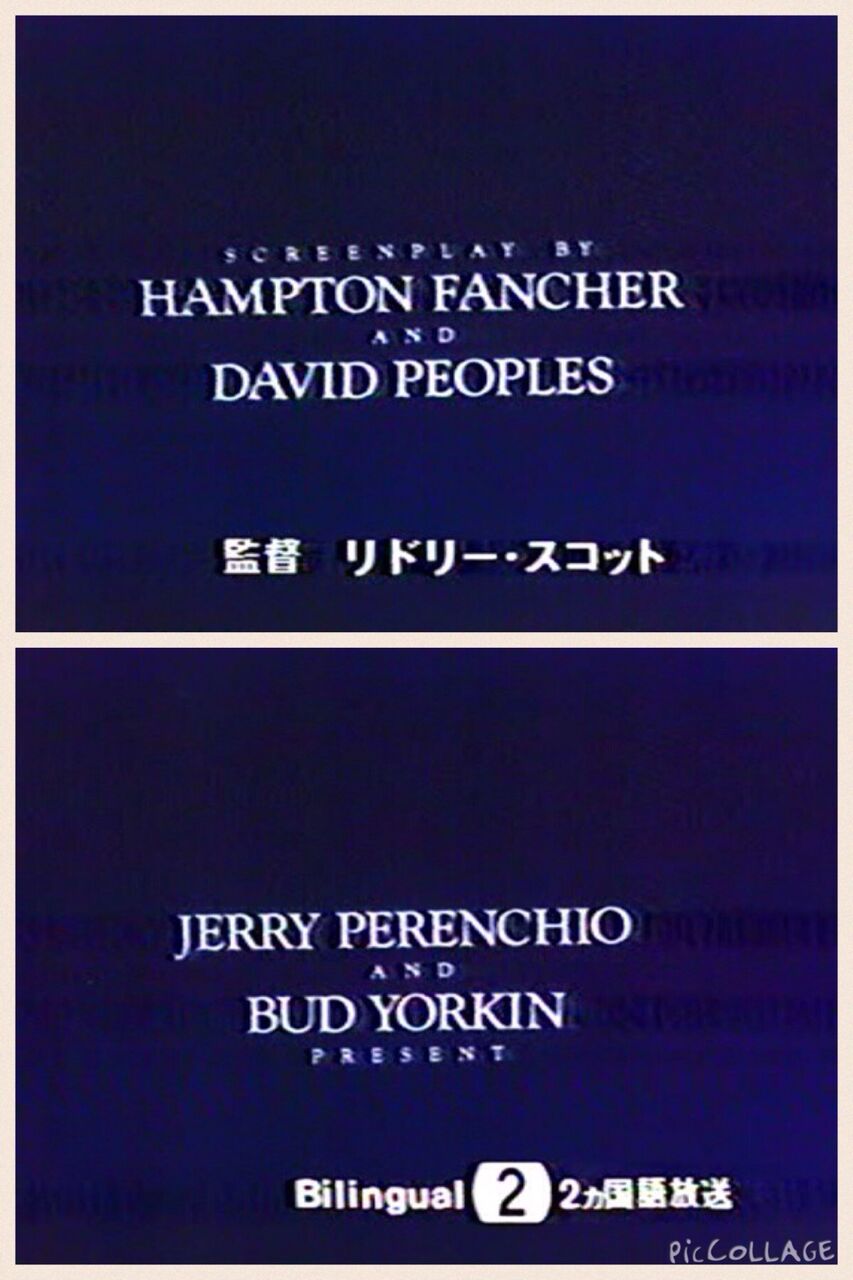 SCREENPLAY BY
HAMPTON FANCHER
AND
DAVID PEOPLES
監督 リドリー・スコット
JERRY PERENCHIO
AND
BUD YORKIN
PRESENT
Bilingual 2 2カ国語放送
PicCOLLAGE